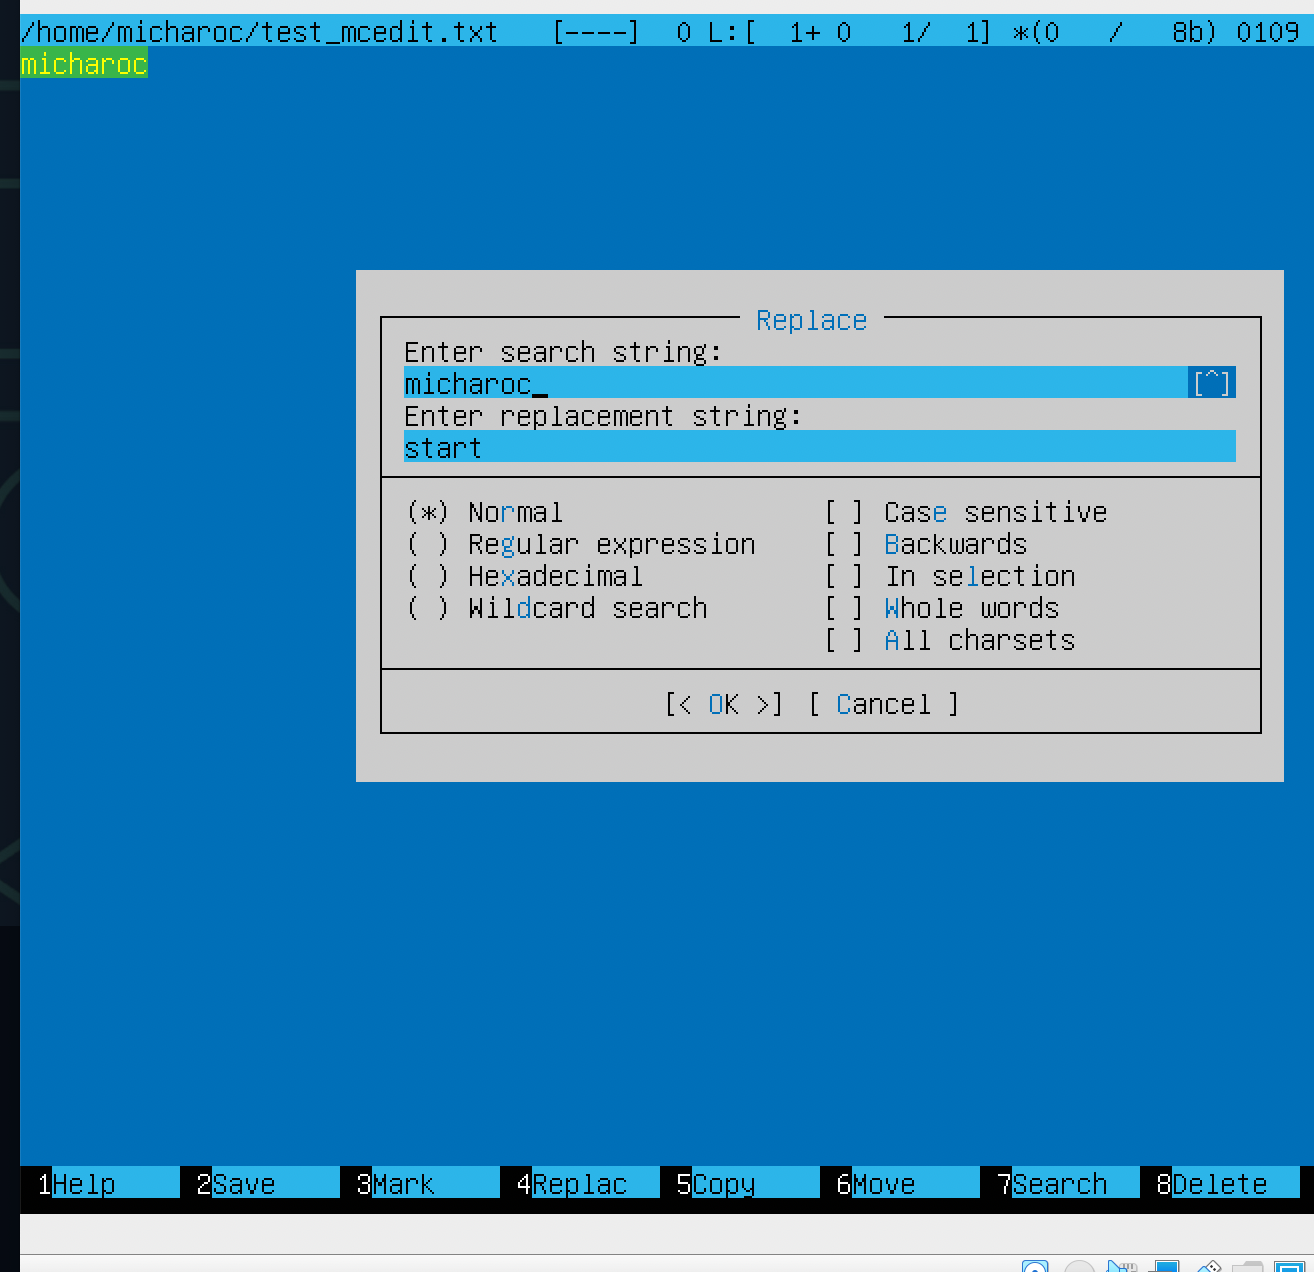 /home/micharoc/test_mcedit.txt [----] 0 L:[ 1+ 0 1/ 1] *(0 / 8b) 0109
micharoc
Replace
Enter search string:
micharoc_ [^]
Enter replacement string:
start
(*) Normal [ ] Case sensitive
( ) Regular expression [ ] Backwards
( ) Hexadecimal [ ] In selection
( ) Wildcard search [ ] Whole words
[ ] All charsets
[< OK >] [ Cancel ]
1Help 2Save 3Mark 4Replac 5Copy 6Move 7Search 8Delete